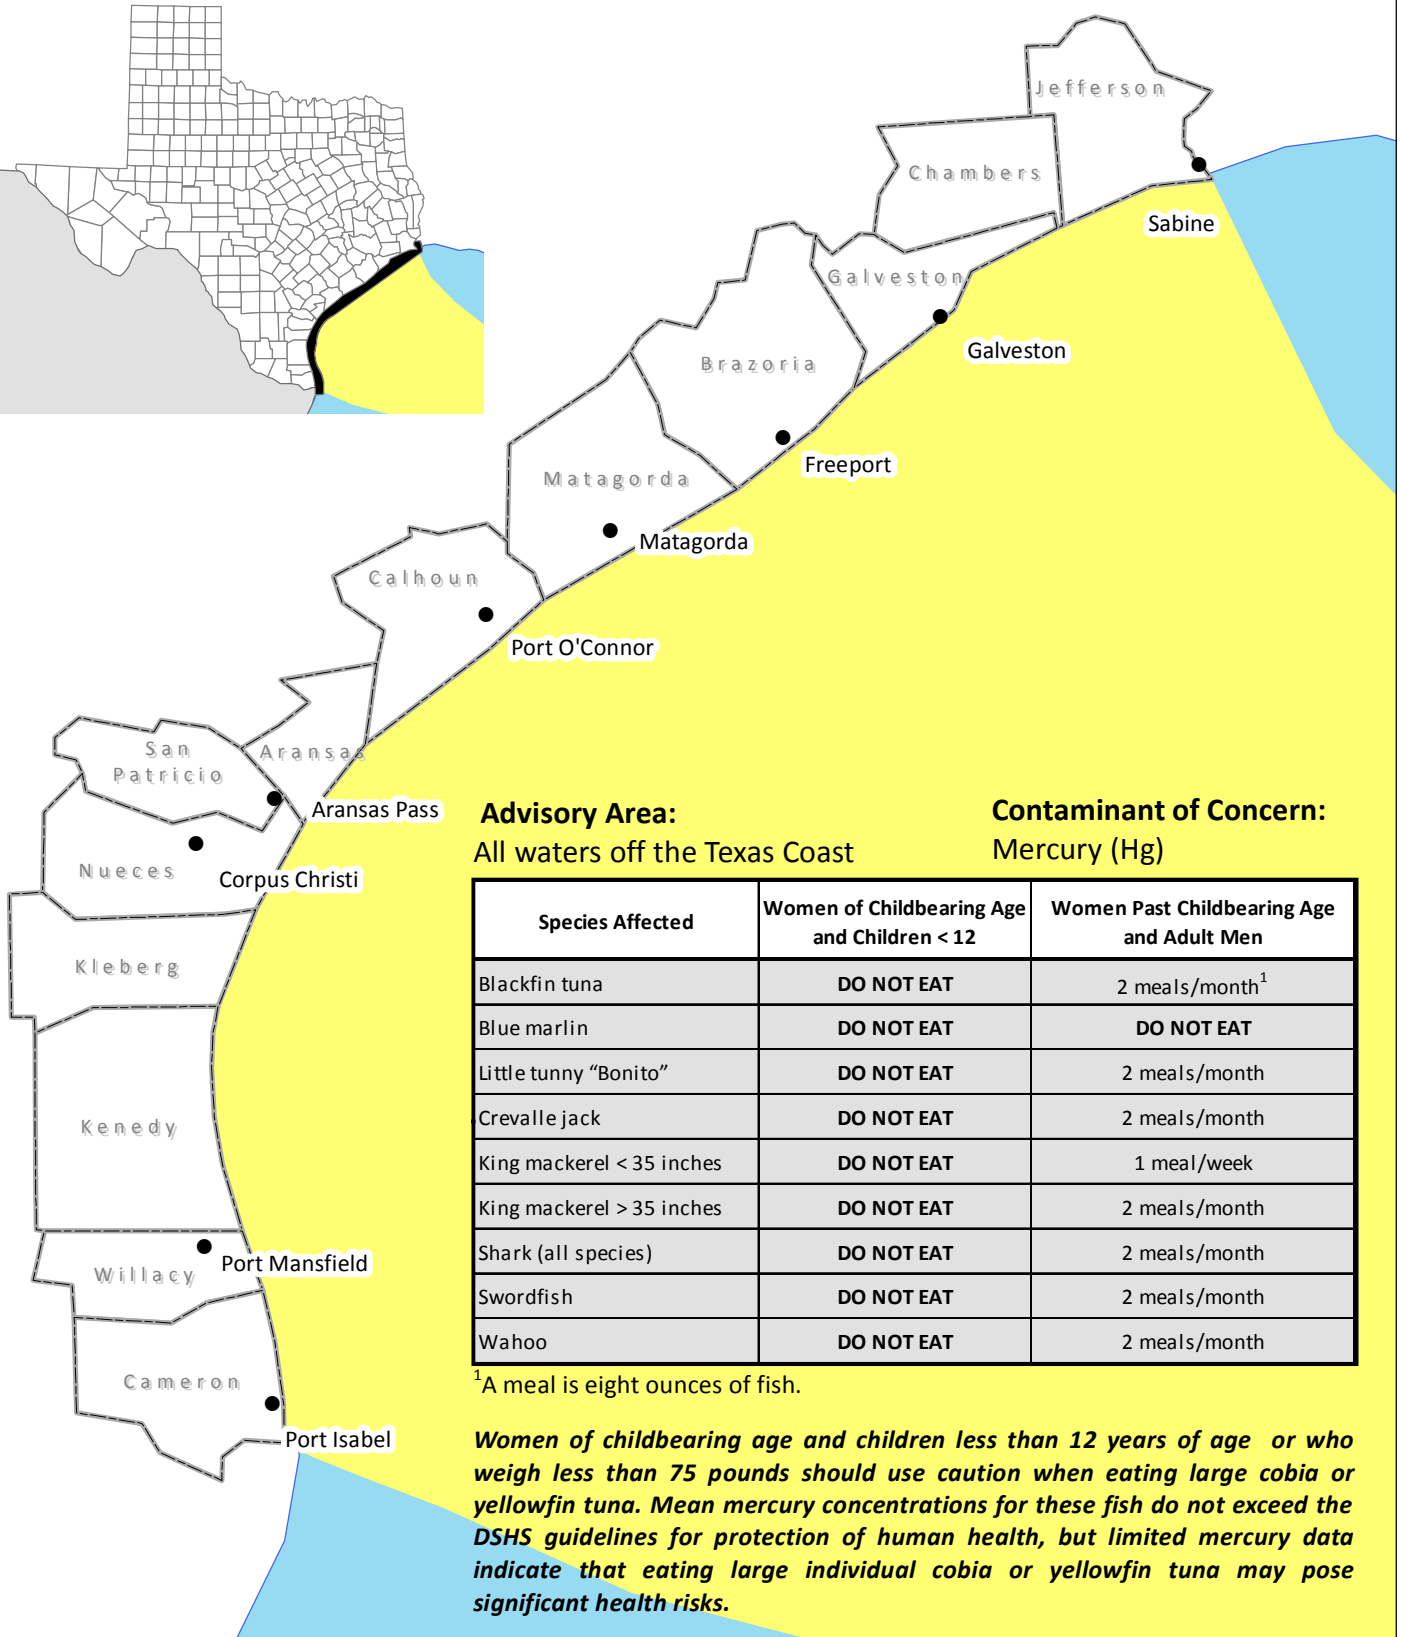 Jefferson
Chambers
Sabine
Galveston
Galveston
Brazoria
Freeport
Matagorda
Matagorda
Calhoun
Port O'Connor
San
Patricio
Aransas
Aransas Pass
Nueces
Corpus Christi
Kleberg
Kenedy
Port Mansfield
Willacy
Cameron
Port Isabel
Advisory Area:
All waters off the Texas Coast
Contaminant of Concern:
Mercury (Hg)
Species Affected
Women of Childbearing Age
and Children < 12
Women Past Childbearing Age
and Adult Men
Blackfin tuna DO NOT EAT 2 meals/month¹
Blue marlin DO NOT EAT DO NOT EAT
Little tunny “Bonito” DO NOT EAT 2 meals/month
Crevalle jack DO NOT EAT 2 meals/month
King mackerel < 35 inches DO NOT EAT 1 meal/week
King mackerel > 35 inches DO NOT EAT 2 meals/month
Shark (all species) DO NOT EAT 2 meals/month
Swordfish DO NOT EAT 2 meals/month
Wahoo DO NOT EAT 2 meals/month
¹A meal is eight ounces of fish.
Women of childbearing age and children less than 12 years of age or who
weigh less than 75 pounds should use caution when eating large cobia or
yellowfin tuna. Mean mercury concentrations for these fish do not exceed the
DSHS guidelines for protection of human health, but limited mercury data
indicate that eating large individual cobia or yellowfin tuna may pose
significant health risks.